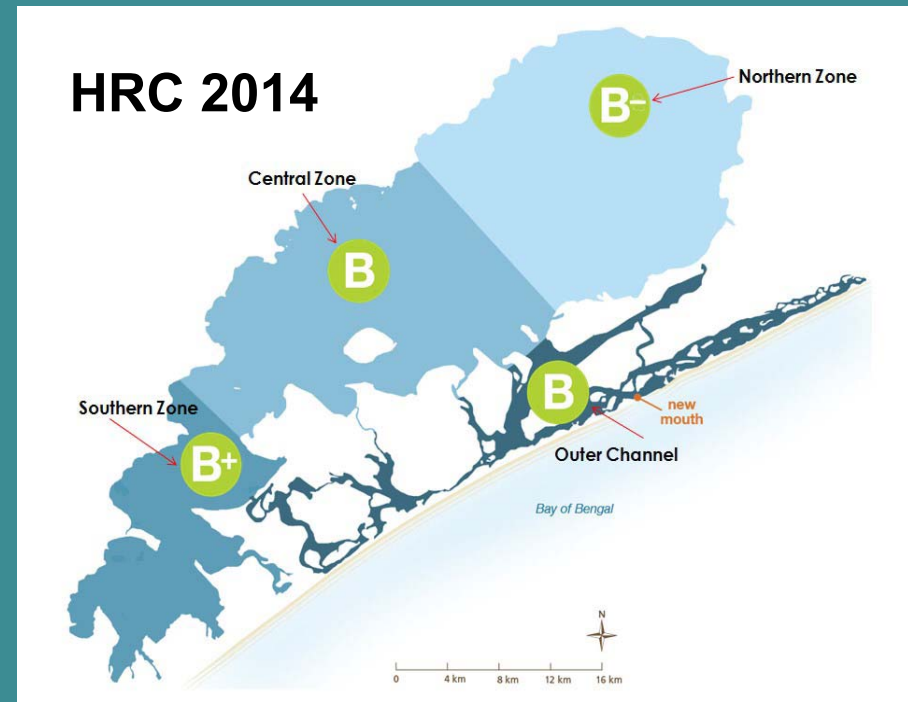 HRC 2014
Northern Zone
B–
Central Zone
B
Southern Zone
B+
B
new
mouth
Outer Channel
Bay of Bengal
N
0 4 km 8 km 12 km 16 km